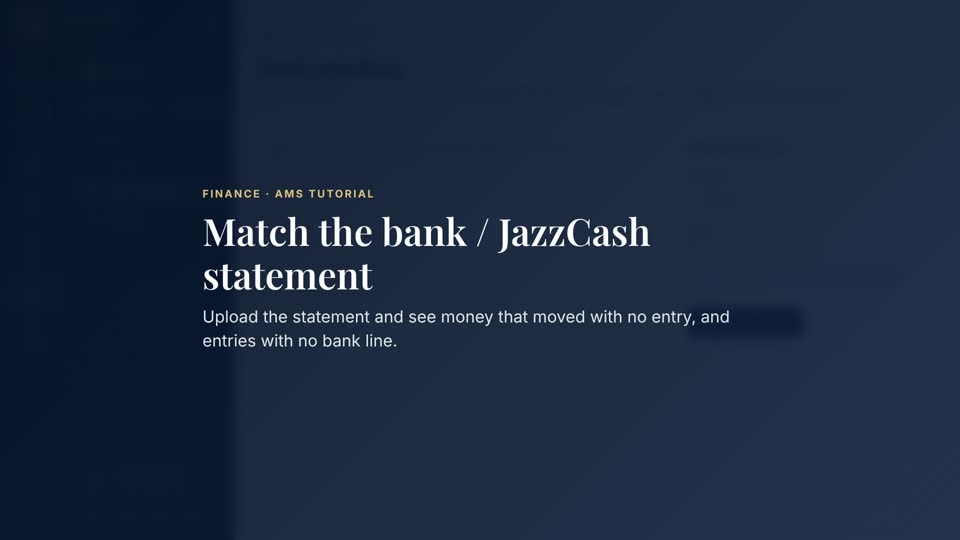 FINANCE · AMS TUTORIAL
Match the bank / JazzCash
statement
Upload the statement and see money that moved with no entry, and
entries with no bank line.